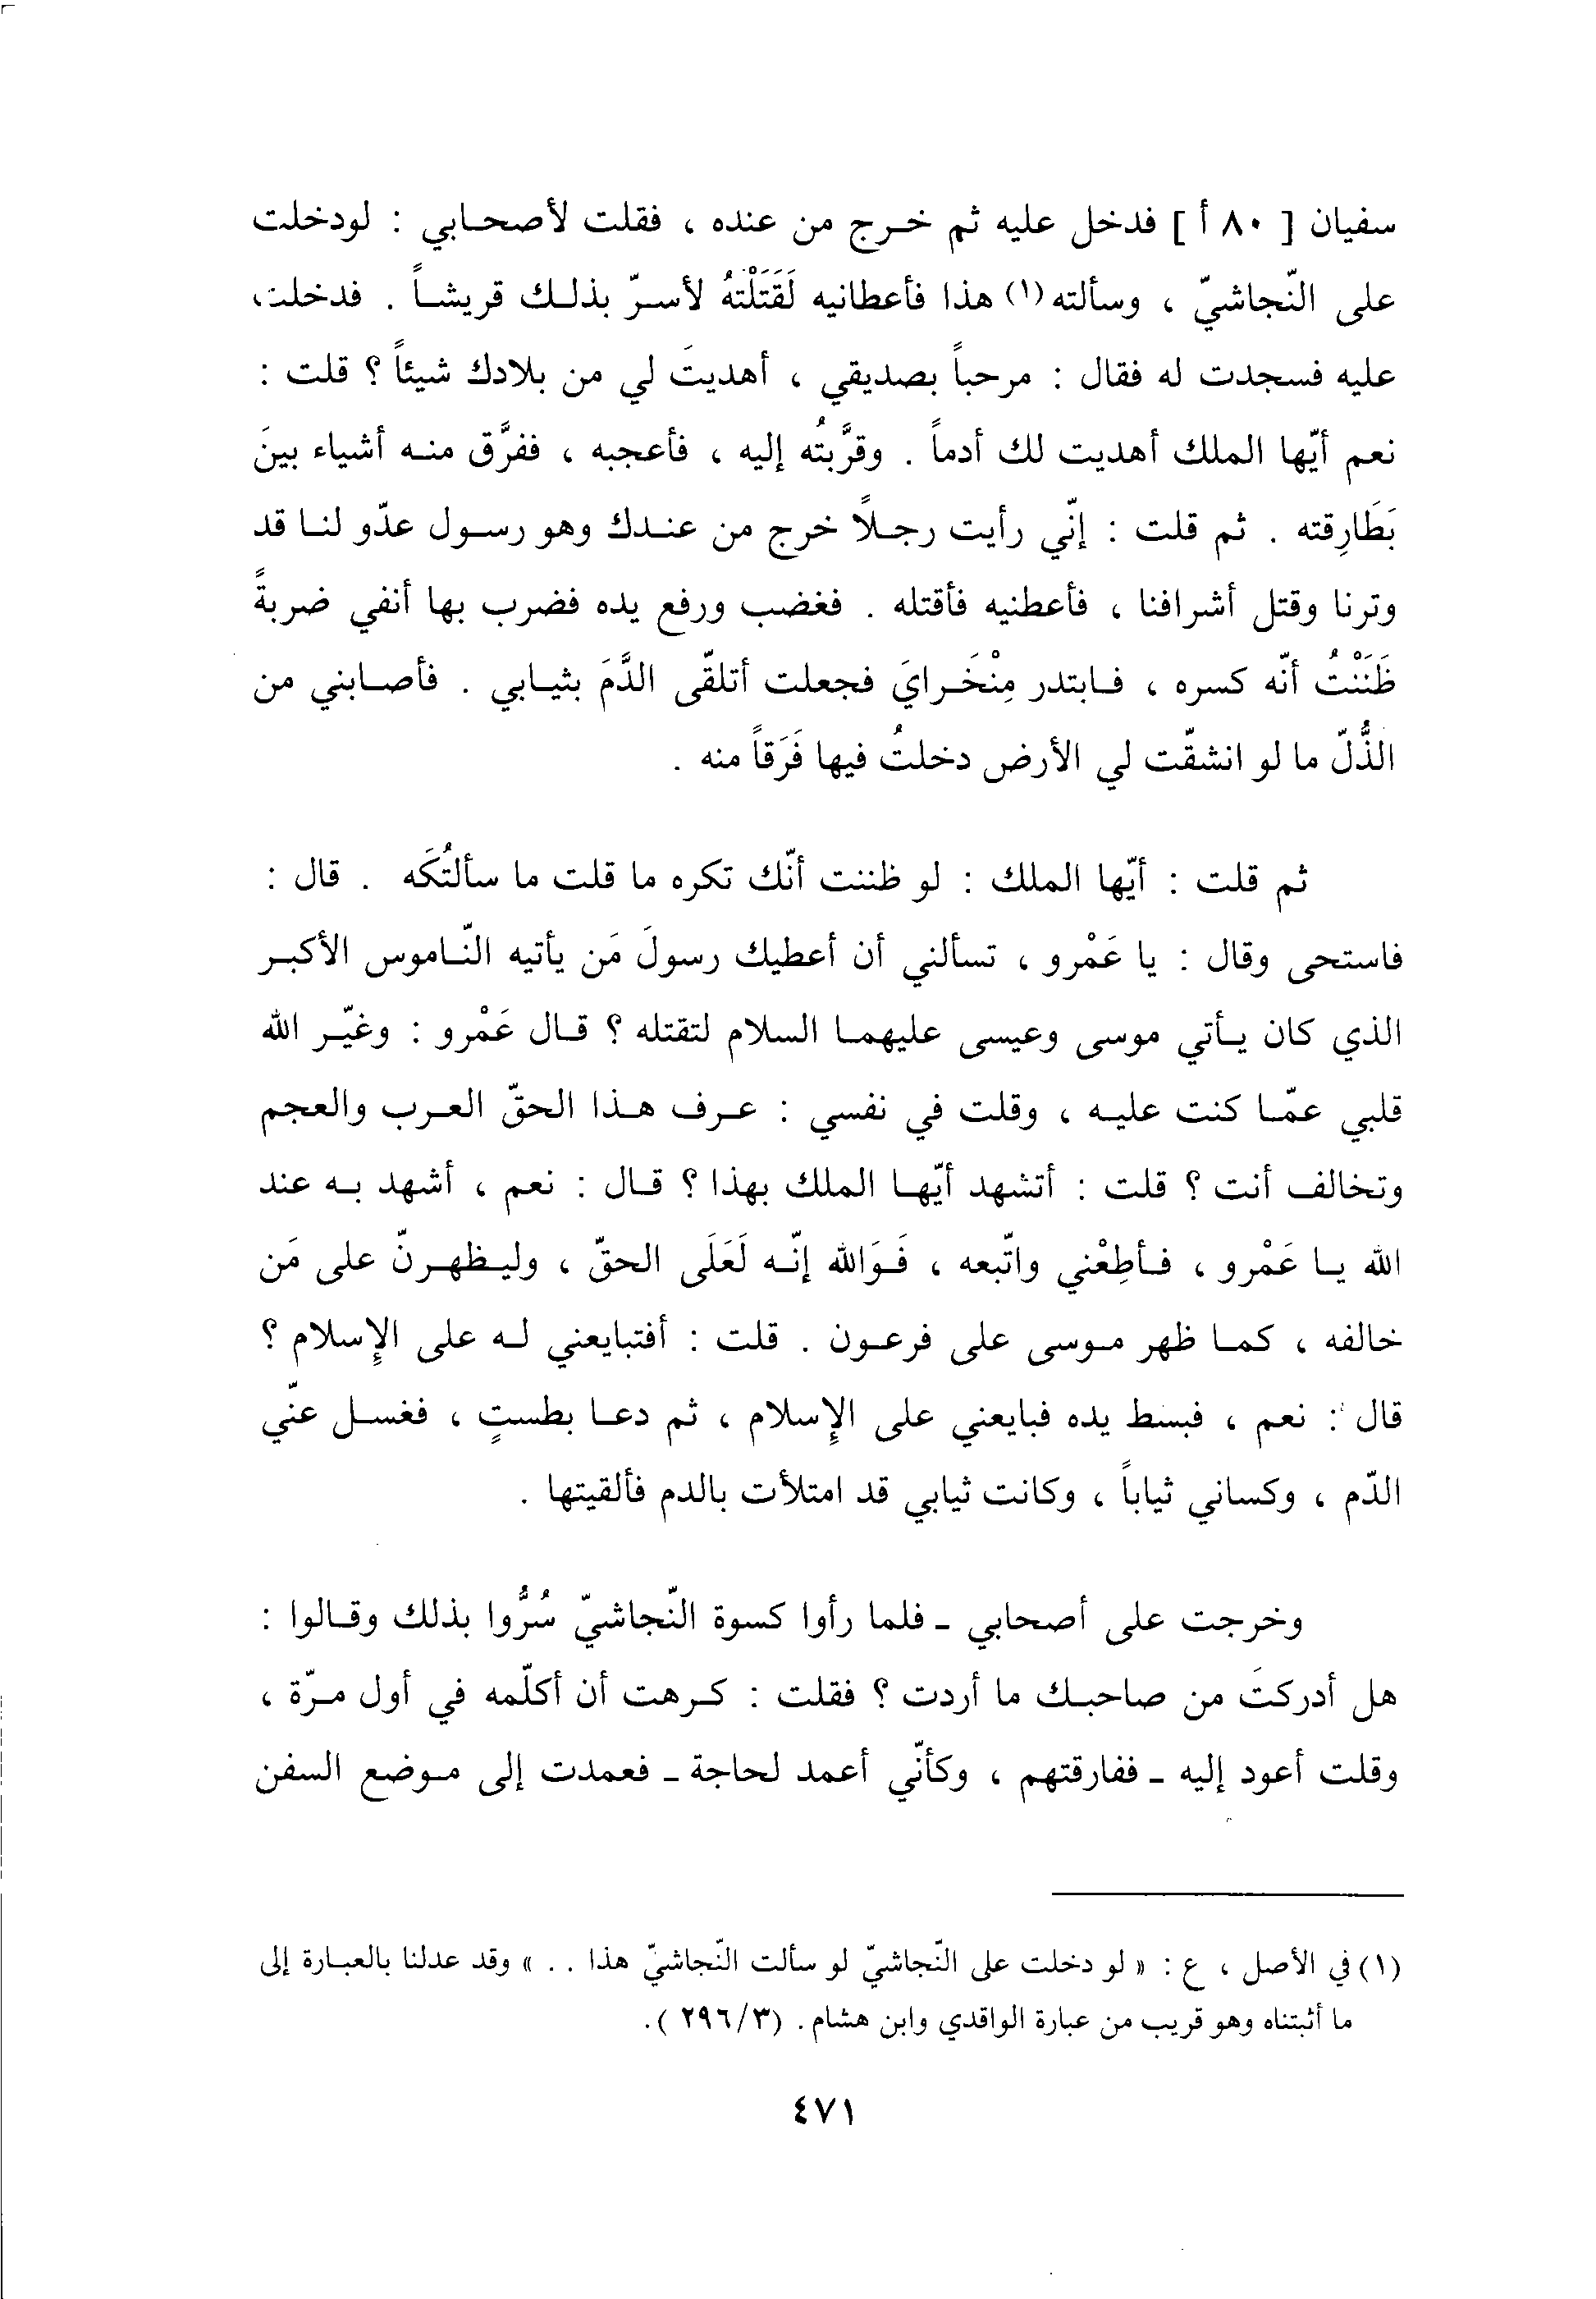 سفيان [ ٨٠ أ ] فدخل عليه ثم خرج من عنده ، فقلت لأصحابي : لودخلت
على النّجاشيّ ، وسألته (١) هذا فأعطانيه لَقَتَلْتهُ لأسرّ بذلك قريشاً . فدخلت
عليه فسجدت له فقال : مرحباً بصديقي ، أهديتَ لي من بلادك شيئاً ؟ قلت :
نعم أيّها الملك أهديت لك أدماً . وقرَّبتُه إليه ، فأعجبه ، ففرَّق منه أشياء بينَ
بَطَارِقته . ثم قلت : إنّي رأيت رجلاً خرج من عندك وهو رسول عدّو لنا قد
وترنا وقتل أشرافنا ، فأعطنيه فأقتله . فغضب ورفع يده فضرب بها أنفي ضربةً
ظَنَنْتُ أنّه كسره ، فابتدر مِنْخَرايَ فجعلت أتلقّى الدَّمَ بثيابي . فأصابني من
الذُّلّ ما لو انشقّت لي الأرض دخلتُ فيها فَرَقاً منه .
ثم قلت : أيّها الملك : لو ظننت أنّك تكره ما قلت ما سألتُكَه . قال :
فاستحى وقال : يا عَمْرو ، تسألني أن أعطيك رسولَ مَن يأتيه النّاموس الأكبر
الذي كان يأتي موسى وعيسى عليهما السلام لتقتله ؟ قال عَمْرو : وغيّر الله
قلبي عمّا كنت عليه ، وقلت في نفسي : عرف هذا الحقّ العرب والعجم
وتخالف أنت ؟ قلت : أتشهد أيّها الملك بهذا ؟ قال : نعم ، أشهد به عند
الله يا عَمْرو ، فأطِعْني واتّبعه ، فَوَالله إنّه لَعَلَى الحقّ ، وليظهرنّ على مَن
خالفه ، كما ظهر موسى على فرعون . قلت : أفتبايعني له على الإِسلام ؟
قال : نعم ، فبسط يده فبايعني على الإِسلام ، ثم دعا بطستٍ ، فغسل عنّي
الدّم ، وكساني ثياباً ، وكانت ثيابي قد امتلأت بالدم فألقيتها .
وخرجت على أصحابي ـ فلما رأوا كسوة النّجاشيّ سُرُّوا بذلك وقالوا :
هل أدركتَ من صاحبك ما أردت ؟ فقلت : كرهت أن أكلّمه في أول مرّة ،
وقلت أعود إليه ـ ففارقتهم ، وكأنّي أعمد لحاجة ـ فعمدت إلى موضع السفن
(١) في الأصل ، ع : « لو دخلت على النّجاشيّ لو سألت النّجاشيّ هذا . . » وقد عدلنا بالعبارة إلى
ما أثبتناه وهو قريب من عبارة الواقدي وابن هشام . (٢٩٦/٣ ) .
٤٧١